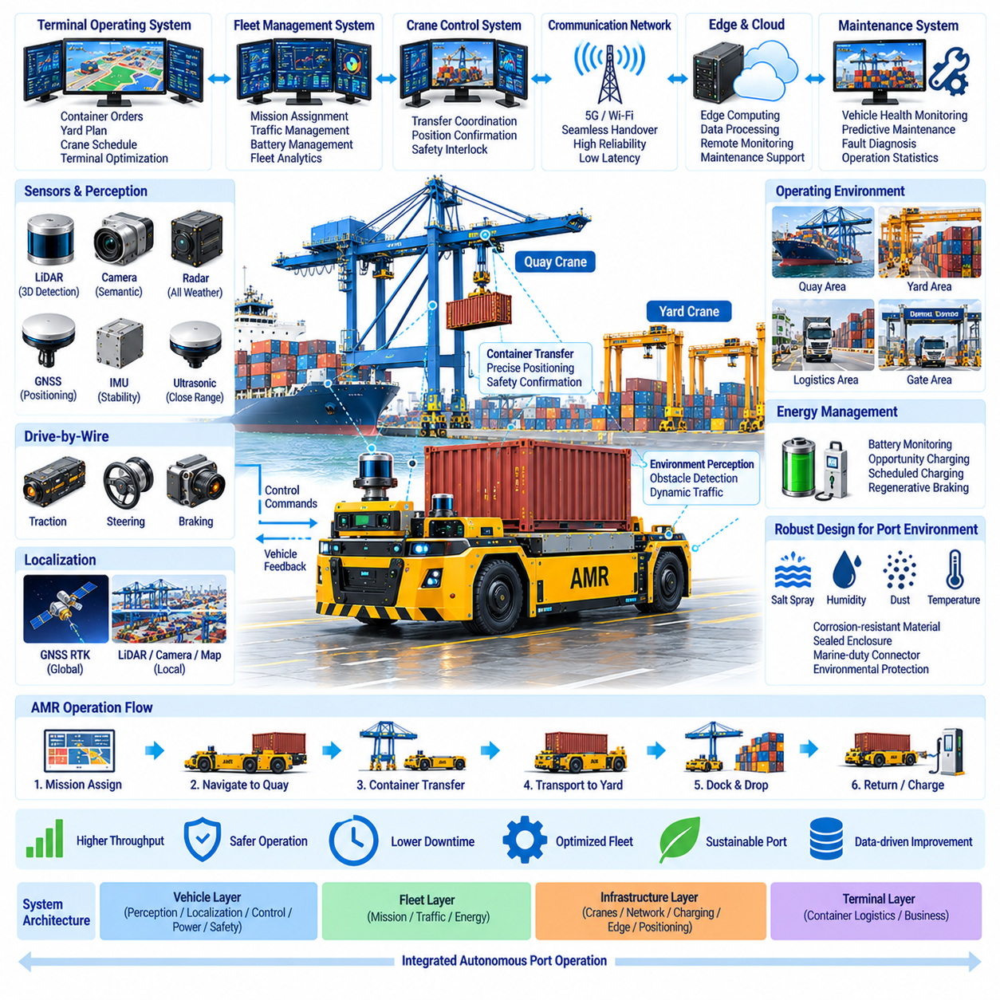 Terminal Operating System
Container Orders
Yard Plan
Crane Schedule
Terminal Optimization
Fleet Management System
Mission Assignment
Traffic Management
Battery Management
Fleet Analytics
Crane Control System
Transfer Coordination
Position Confirmation
Safety Interlock
Crommunication Network
5G / Wi-Fi
Seamless Handover
High Reliability
Low Latency
Edge & Cloud
Edge Computing
Data Processing
Remote Monitoring
Maintenance Support
Maintenance System
Vehicle Health Monitoring
Predictive Maintenance
Fault Diagnosis
Operation Statistics
Sensors & Perception
LiDAR
(3D Detection)
Camera
(Semantic)
Radar
(All Weather)
GNSS
(Positioning)
IMU
(Stability)
Ultrasonic
(Close Range)
Drive-by-Wire
Traction
Steering
Braking
Localization
GNSS RTK
(Global)
LiDAR / Camera / Map
(Local)
Quay Crane
Yard Crane
Container Transfer
Precise Positioning
Safety Confirmation
Environment Perception
Obstacle Detection
Dynamic Traffic
Control
Commands
Vehicle
Feedback
AMR
Operating Environment
Quay Area
Yard Area
Logistics Area
Gate Area
Energy Management
Battery Monitoring
Opportunity Charging
Scheduled Charging
Regenerative Braking
Robust Design for Port Environment
Salt Spray
Humidity
Dust
Temperature
Corrosion-resistant Material
Sealed Enclosure
Marine-duty Connector
Environmental Protection
AMR Operation Flow
1. Mission Assign
2. Navigate to Quay
3. Container Transfer
4. Transport to Yard
5. Dock & Drop
6. Return / Charge
Higher Throughput
Safer Operation
Lower Downtime
Optimized Fleet
Sustainable Port
Data-driven Improvement
System
Architecture
Vehicle Layer
(Perception / Localization / Control /
Power / Safety)
Fleet Layer
(Mission / Traffic / Energy)
Infrastructure Layer
(Cranes / Network / Charging /
Edge / Positioning)
Terminal Layer
(Container Logistics / Business)
Integrated Autonomous Port Operation